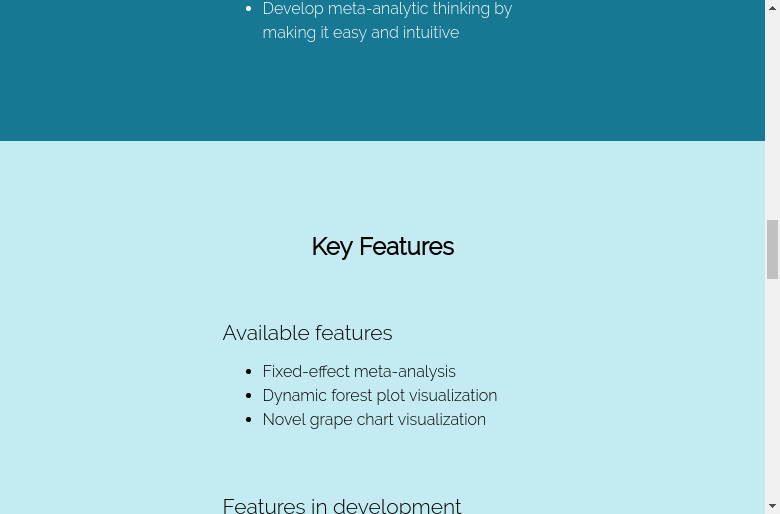 Develop meta-analytic thinking by
making it easy and intuitive
Key Features
Available features
Fixed-effect meta-analysis
Dynamic forest plot visualization
Novel grape chart visualization
Features in development